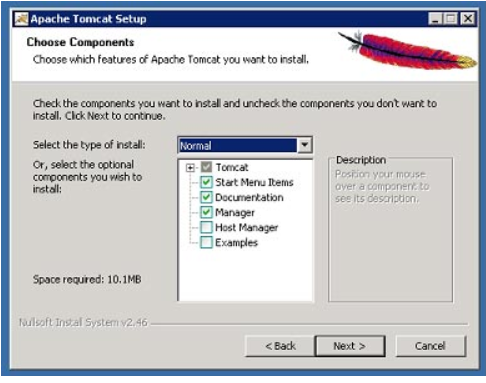 Apache Tomcat Setup
Choose Components
Choose which features of Apache Tomcat you want to install.
Check the components you want to install and uncheck the components you don't want to
install. Click Next to continue.
Select the type of install:
Normal
Or, select the optional
components you wish to
install:
Tomcat
Start Menu Items
Documentation
Manager
Host Manager
Examples
Description
Position your mouse
over a component to
see its description.
Space required: 10.1MB
Nullsoft Install System v2.46
< Back
Next >
Cancel